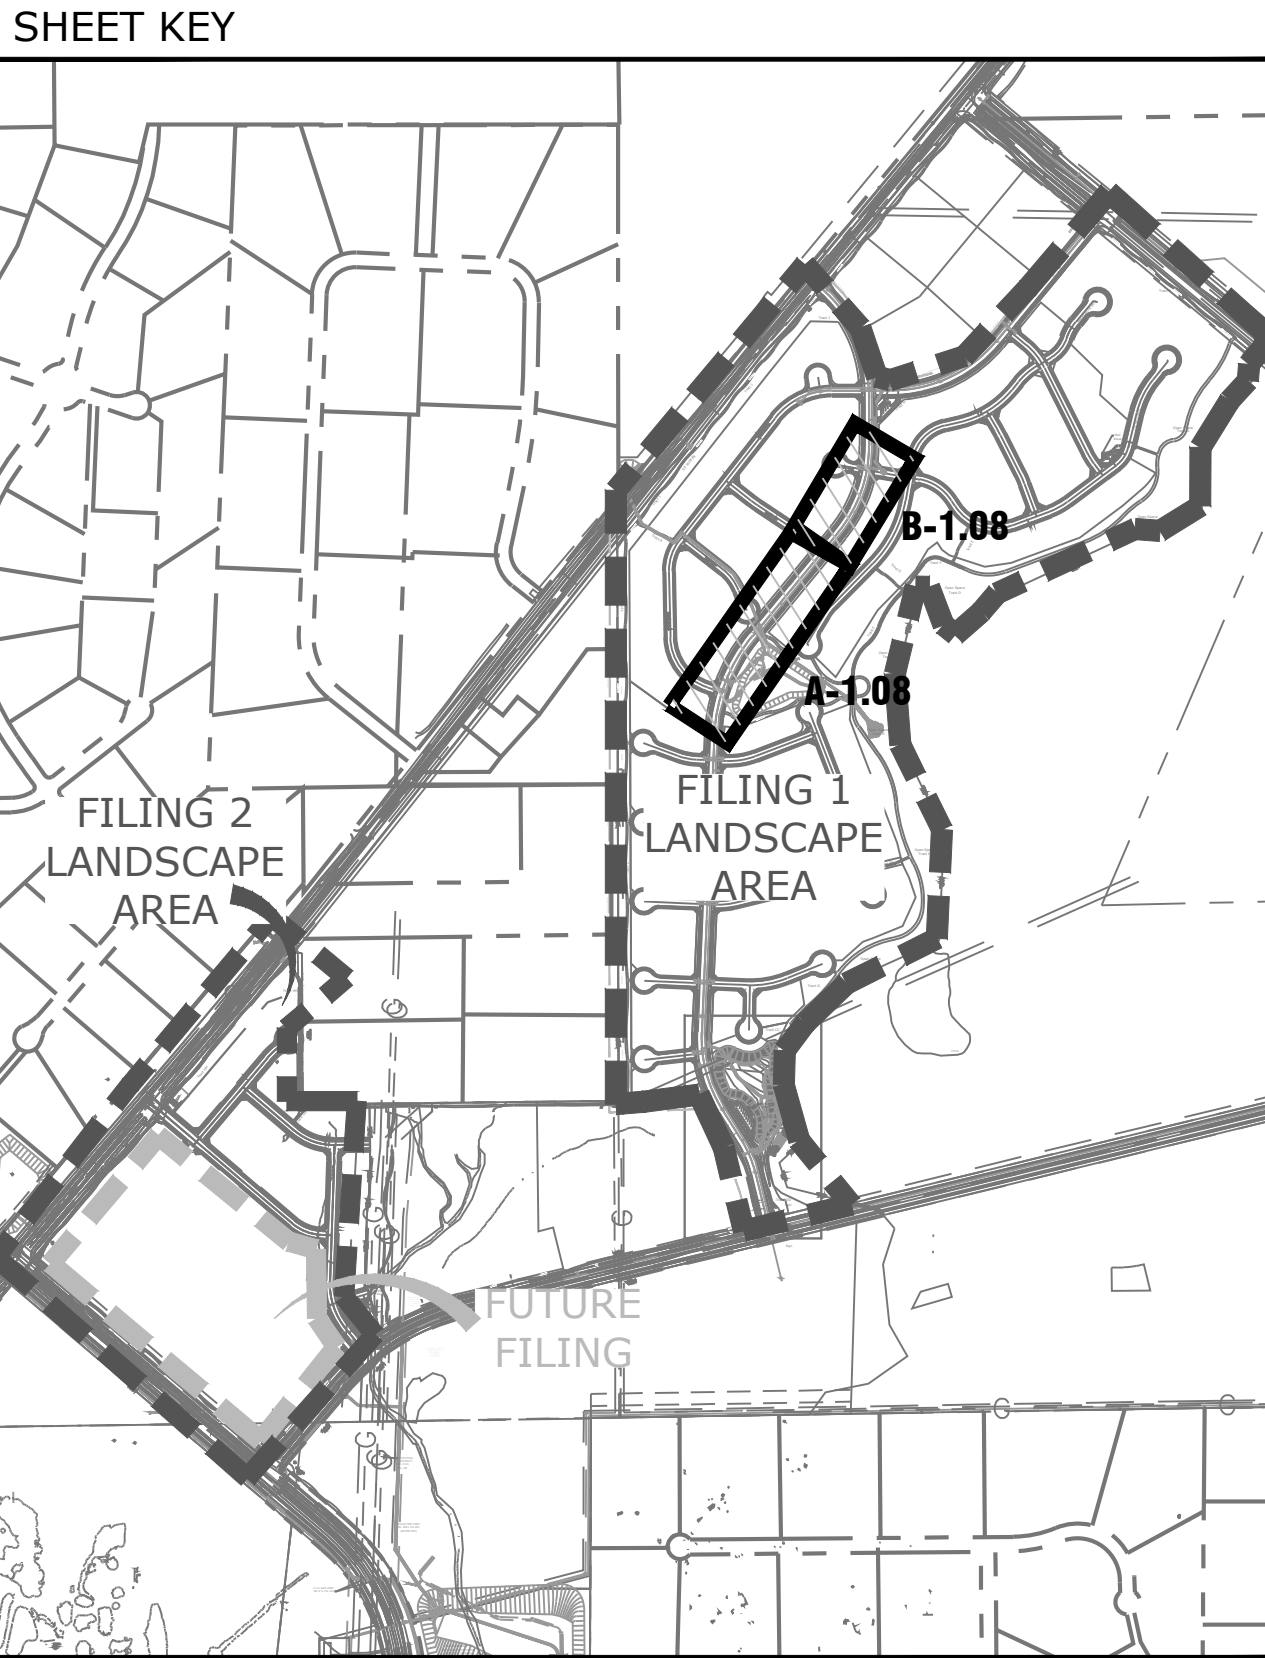 SHEET KEY
B-1.08
A-1.08
FILING 1
LANDSCAPE
AREA
FILING 2
LANDSCAPE
AREA
FUTURE
FILING